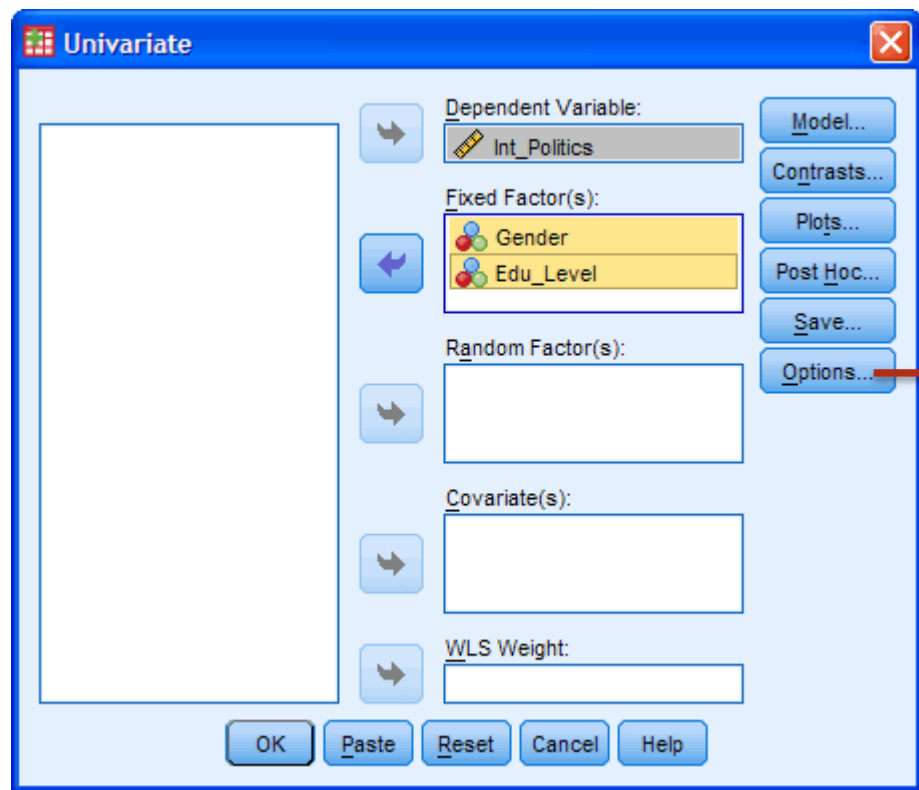 Univariate
Dependent Variable:
Int_Politics
Fixed Factor(s):
Gender
Edu_Level
Random Factor(s):
Covariate(s):
WLS Weight:
Model...
Contrasts...
Plots...
Post Hoc...
Save...
Options...
OK
Paste
Reset
Cancel
Help